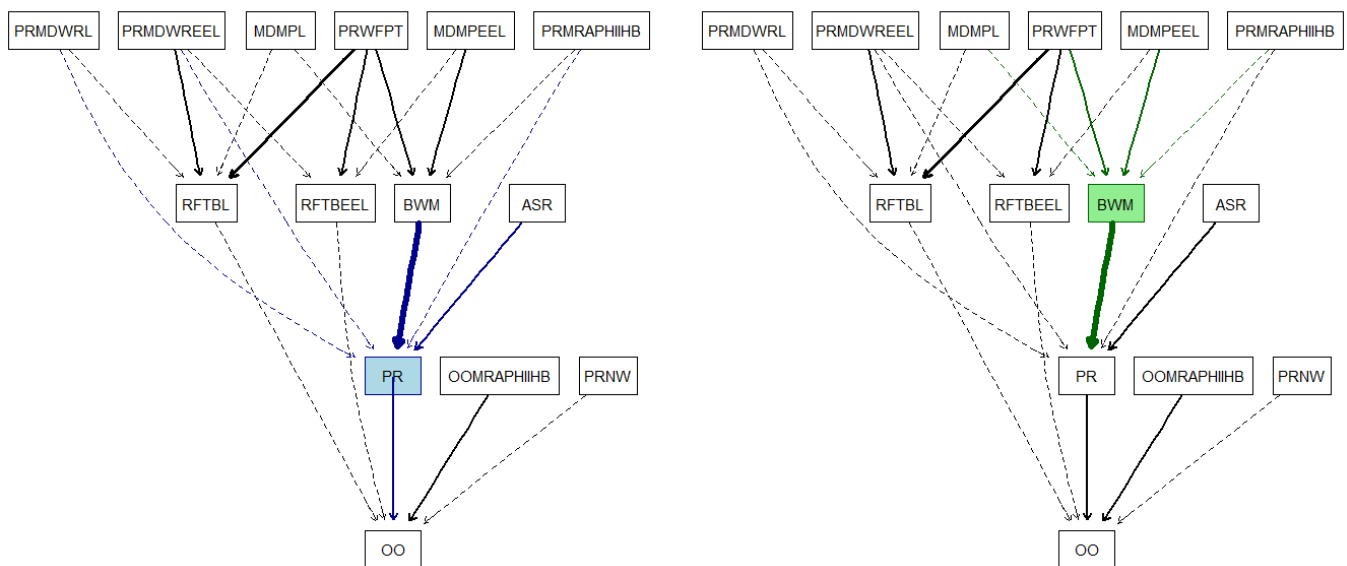 PRMDWRL PRMDWREEL MDMPL PRWFPT MDMPEEL PRMRAPHIIHB
RFTBL RFTBEEL BWM ASR
PR OOMRAPHIIHB PRNW
OO
PRMDWRL PRMDWREEL MDMPL PRWFPT MDMPEEL PRMRAPHIIHB
RFTBL RFTBEEL BWM ASR
PR OOMRAPHIIHB PRNW
OO